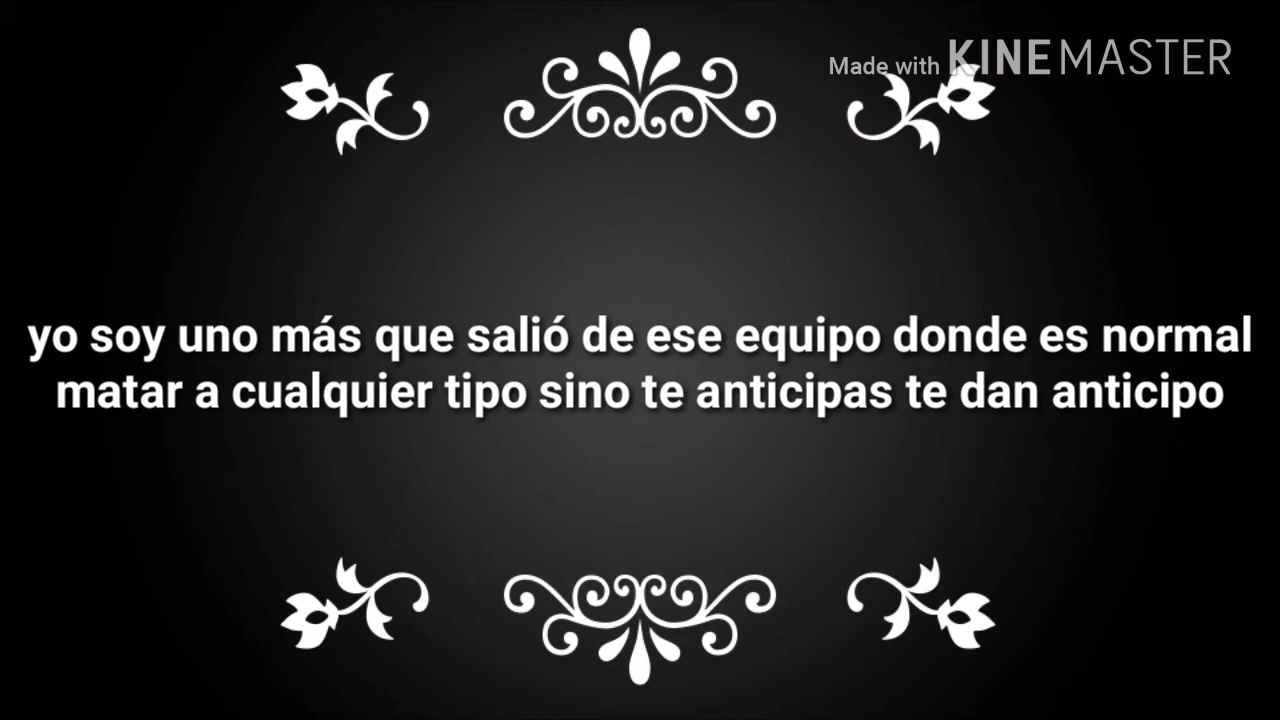 Made with KINEMASTER
yo soy uno más que salió de ese equipo donde es normal
matar a cualquier tipo sino te anticipas te dan anticipo